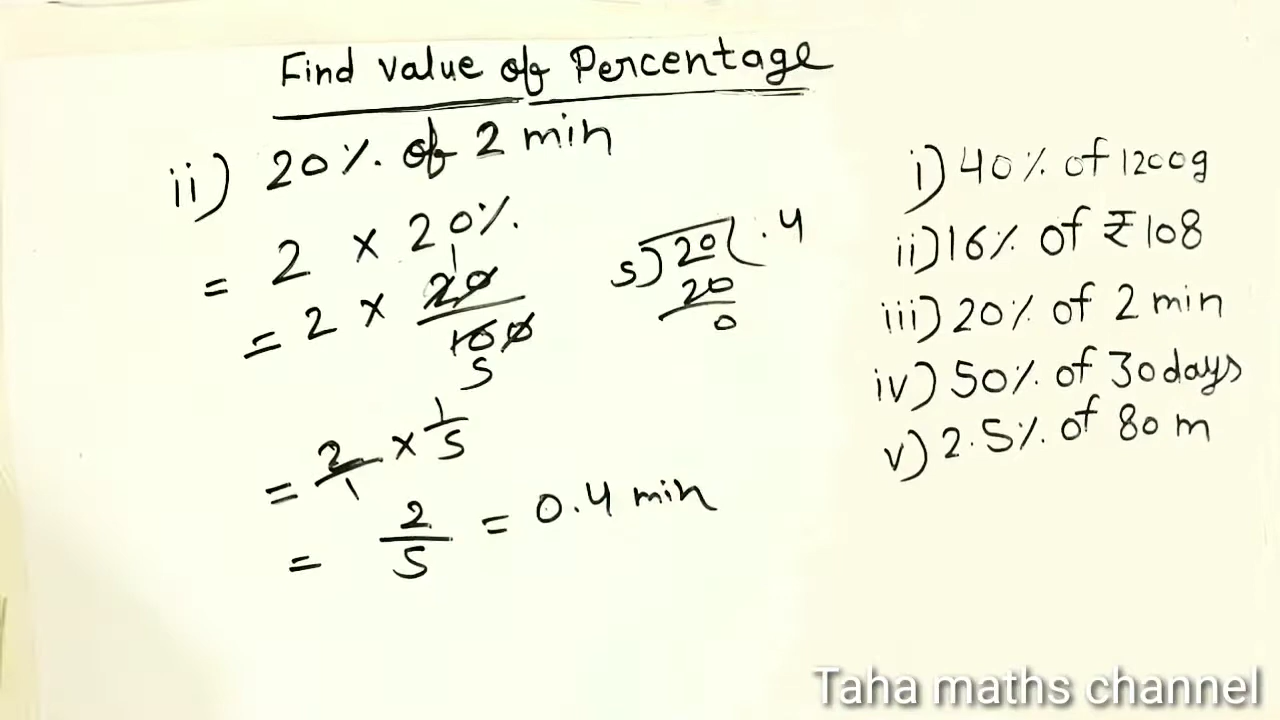 Find value of Percentage
ii) 20% of 2 min
= 2 × 20%
= 2 × 20/100
1
5
5)20(.4
20
0
= 2/1 × 1/5
= 2/5 = 0.4 min
i) 40% of 1200g
ii) 16% of ₹108
iii) 20% of 2 min
iv) 50% of 30 days
v) 2.5% of 80 m
Taha maths channel